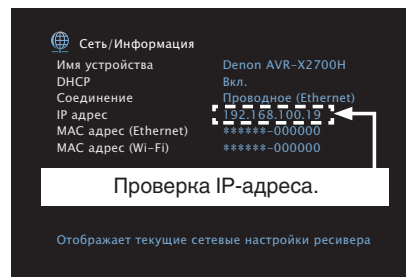 Сеть/Информация
Имя устройства Denon AVR-X2700H
DHCP Вкл.
Соединение Проводное (Ethernet)
IP адрес 192.168.100.19
MAC адрес (Ethernet) ******-000000
MAC адрес (Wi-Fi) ******-000000
Проверка IP-адреса.
Отображает текущие сетевые настройки ресивера